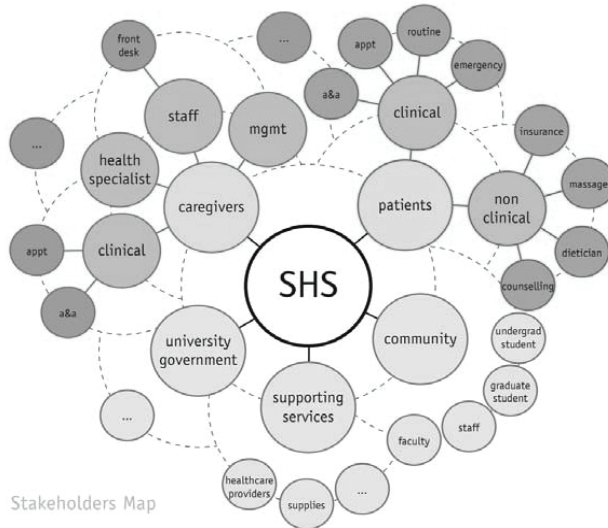 front
desk
...
appt
routine
emergency
a&a
staff
mgmt
clinical
insurance
...
health
specialist
massage
caregivers
patients
non
clinical
appt
clinical
dietician
a&a
SHS
counselling
university
government
community
undergrad
student
supporting
services
graduate
student
...
faculty
staff
healthcare
providers
supplies
...
Stakeholders Map